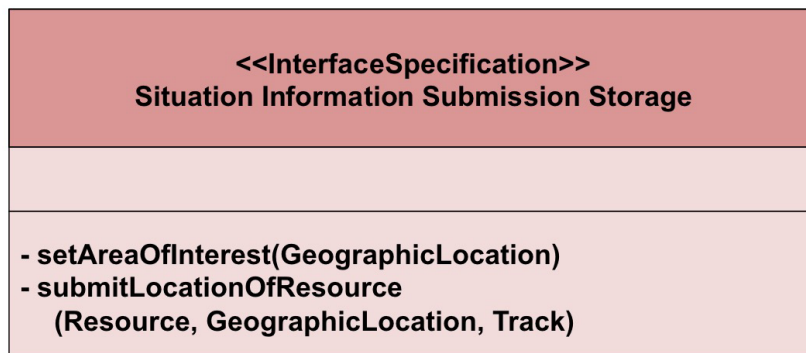 <<InterfaceSpecification>>
Situation Information Submission Storage
- setAreaOfInterest(GeographicLocation)
- submitLocationOfResource
(Resource, GeographicLocation, Track)